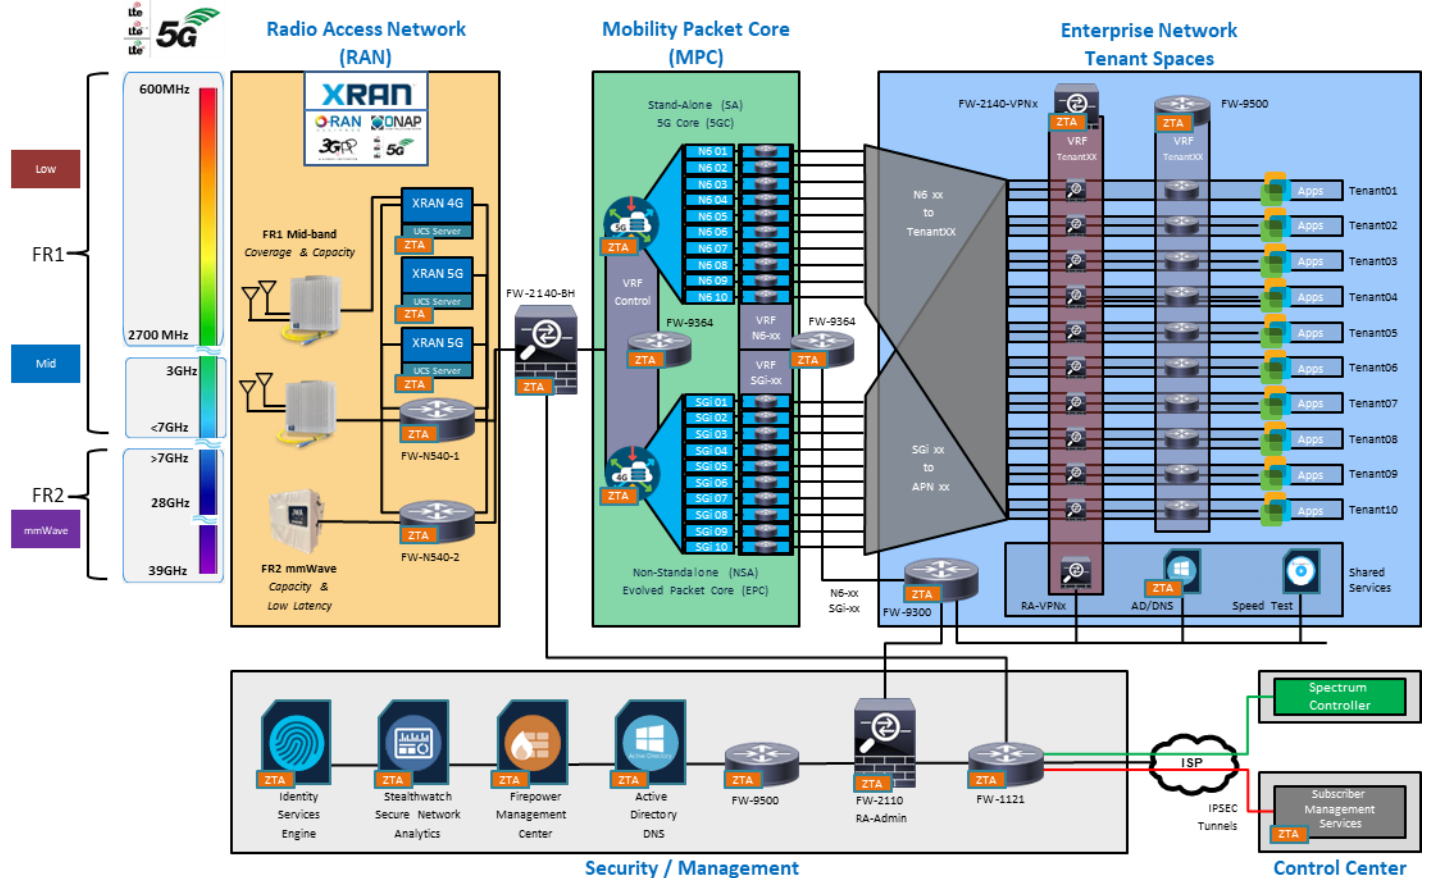 LTE
LTE
LTE
5G
Radio Access Network
(RAN)
Mobility Packet Core
(MPC)
Enterprise Network
Tenant Spaces
600MHz
2700 MHz
3GHz
<7GHz
>7GHz
28GHz
39GHz
Low
FR1
Mid
FR2
mmWave
XRAN
O-RAN
ONAP
3GPP
5G
FR1 Mid-band
Coverage & Capacity
XRAN 4G
UCS Server
ZTA
XRAN 5G
UCS Server
ZTA
XRAN 5G
UCS Server
ZTA
ZTA
FW-N540-1
ZTA
FW-N540-2
FR2 mmWave
Capacity &
Low Latency
FW-2140-BH
ZTA
Stand-Alone (SA)
5G Core (5GC)
5G
ZTA
VRF
Control
FW-9364
ZTA
4G
ZTA
N6 01
N6 02
N6 03
N6 04
N6 05
N6 06
N6 07
N6 08
N6 09
N6 10
VRF
N6-xx
VRF
SGi-xx
FW-9364
ZTA
SGi 01
SGi 02
SGi 03
SGi 04
SGi 05
SGi 06
SGi 07
SGi 08
SGi 09
SGi 10
Non-Standalone (NSA)
Evolved Packet Core (EPC)
N6-xx
SGi-xx
N6 xx
to
TenantXX
SGi xx
to
APN xx
FW-2140-VPNx
ZTA
VRF
TenantXX
FW-9500
ZTA
VRF
TenantXX
Apps
Tenant01
Apps
Tenant02
Apps
Tenant03
Apps
Tenant04
Apps
Tenant05
Apps
Tenant06
Apps
Tenant07
Apps
Tenant08
Apps
Tenant09
Apps
Tenant10
ZTA
FW-9300
RA-VPNx
ZTA
AD/DNS
Speed Test
Shared
Services
ZTA
Identity
Services
Engine
ZTA
Stealthwatch
Secure Network
Analytics
ZTA
Firepower
Management
Center
Active Directory
ZTA
Active
Directory
DNS
ZTA
FW-9500
ZTA
FW-2110
RA-Admin
ZTA
FW-1121
ISP
IPSEC
Tunnels
Spectrum
Controller
Subscriber
Management
Services
ZTA
Security / Management
Control Center